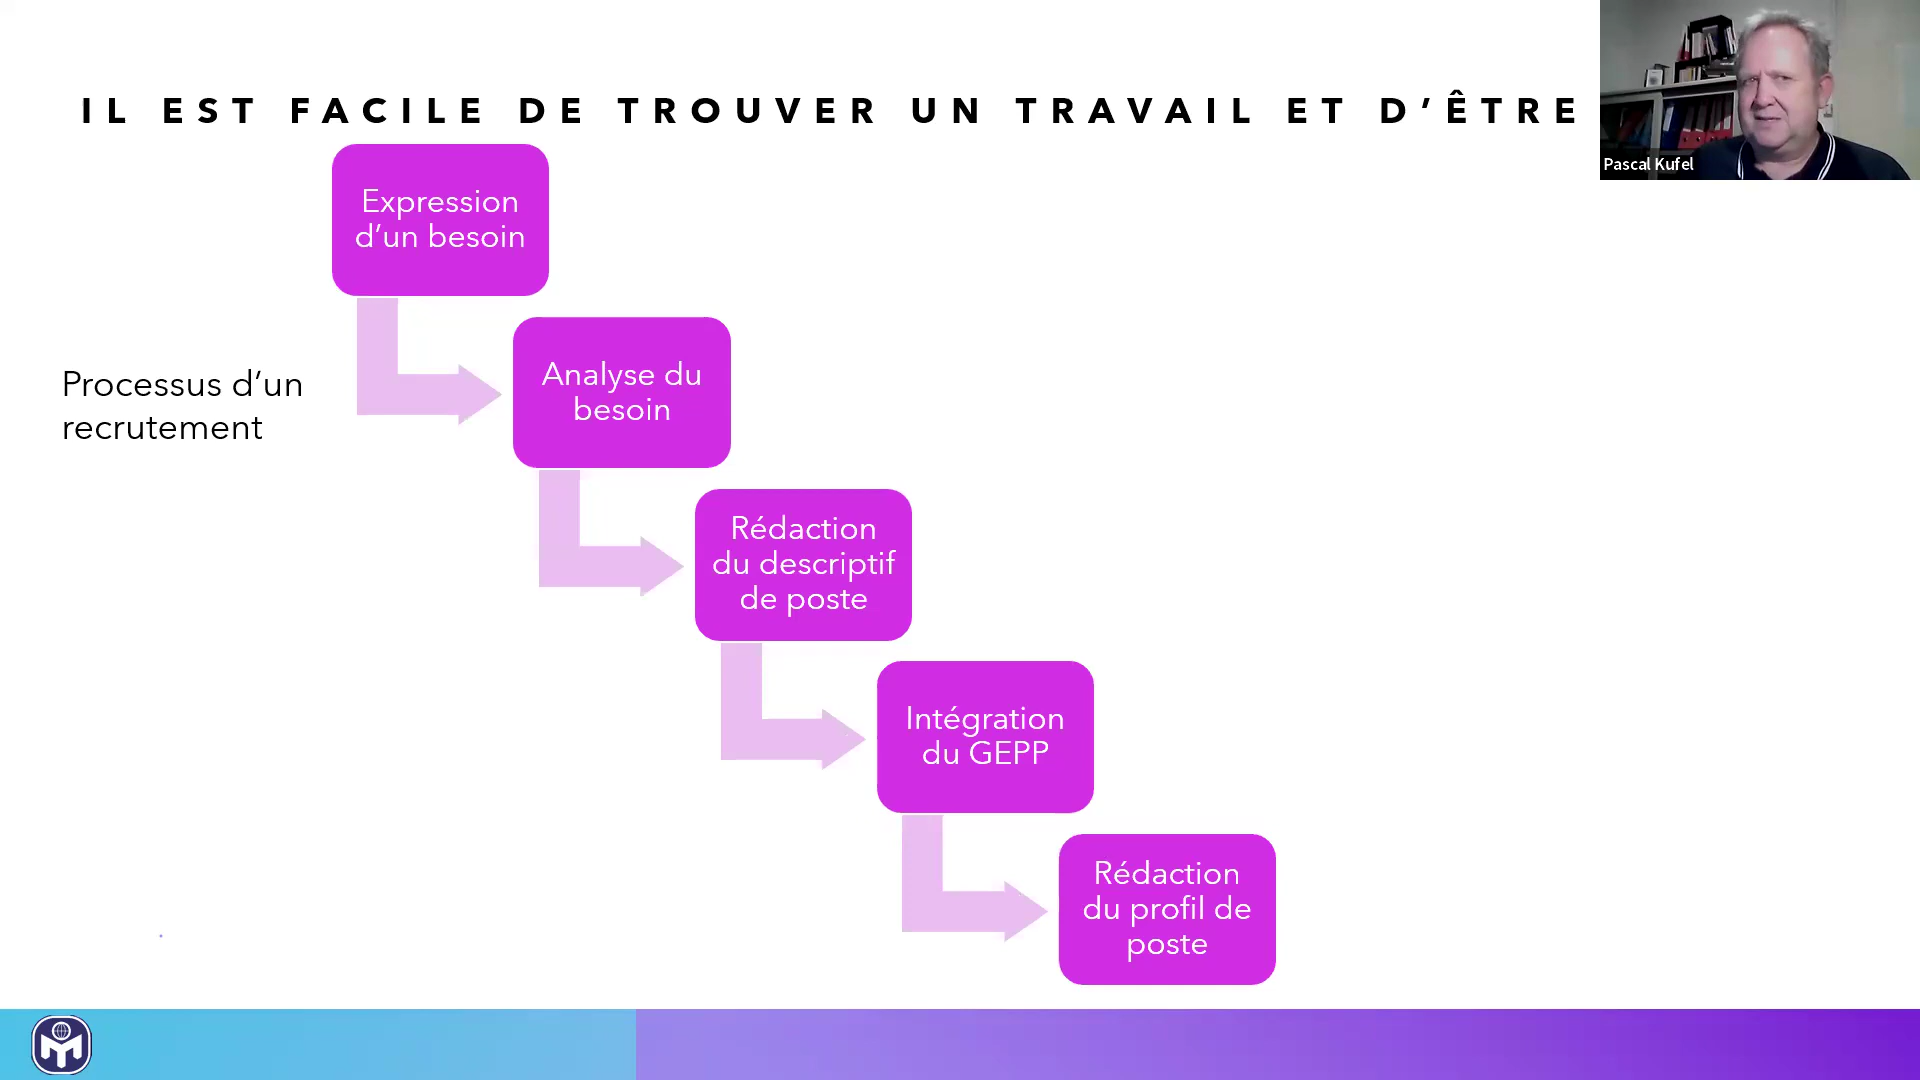 IL EST FACILE DE TROUVER UN TRAVAIL ET D’ÊTRE
Pascal Kufel
Expression
d’un besoin
Processus d’un
recrutement
Analyse du
besoin
Rédaction
du descriptif
de poste
Intégration
du GEPP
Rédaction
du profil de
poste